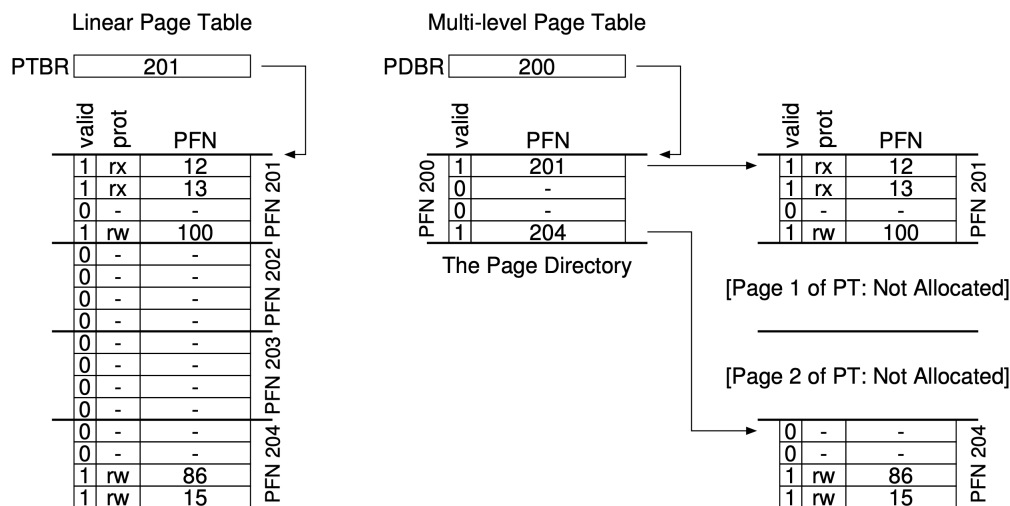 Linear Page Table
PTBR 201
valid prot PFN
1 rx 12
1 rx 13
0 - -
1 rw 100
PFN 201
0 - -
0 - -
0 - -
0 - -
PFN 202
0 - -
0 - -
0 - -
0 - -
PFN 203
0 - -
0 - -
1 rw 86
1 rw 15
PFN 204
Multi-level Page Table
PDBR 200
valid PFN
PFN 200
1 201
0 -
0 -
1 204
The Page Directory
valid prot PFN
1 rx 12
1 rx 13
0 - -
1 rw 100
PFN 201
[Page 1 of PT: Not Allocated]
[Page 2 of PT: Not Allocated]
0 - -
0 - -
1 rw 86
1 rw 15
PFN 204